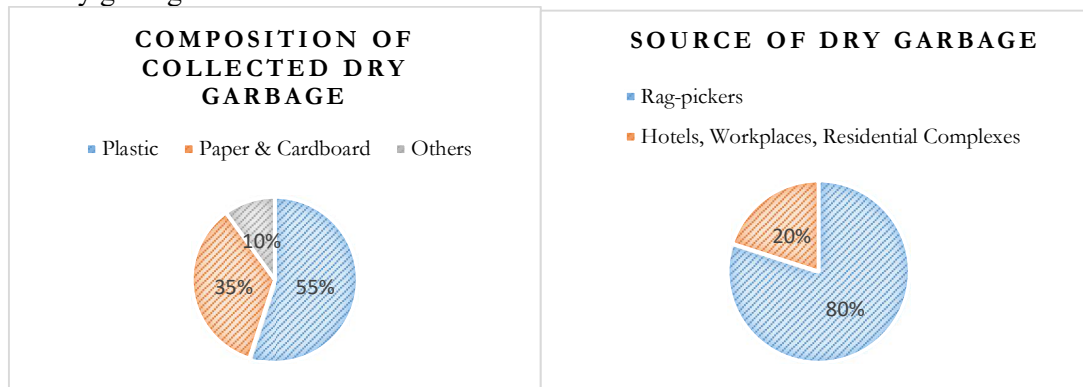 COMPOSITION OF
COLLECTED DRY
GARBAGE
Plastic Paper & Cardboard Others
10%
35%
55%
SOURCE OF DRY GARBAGE
Rag-pickers
Hotels, Workplaces, Residential Complexes
20%
80%